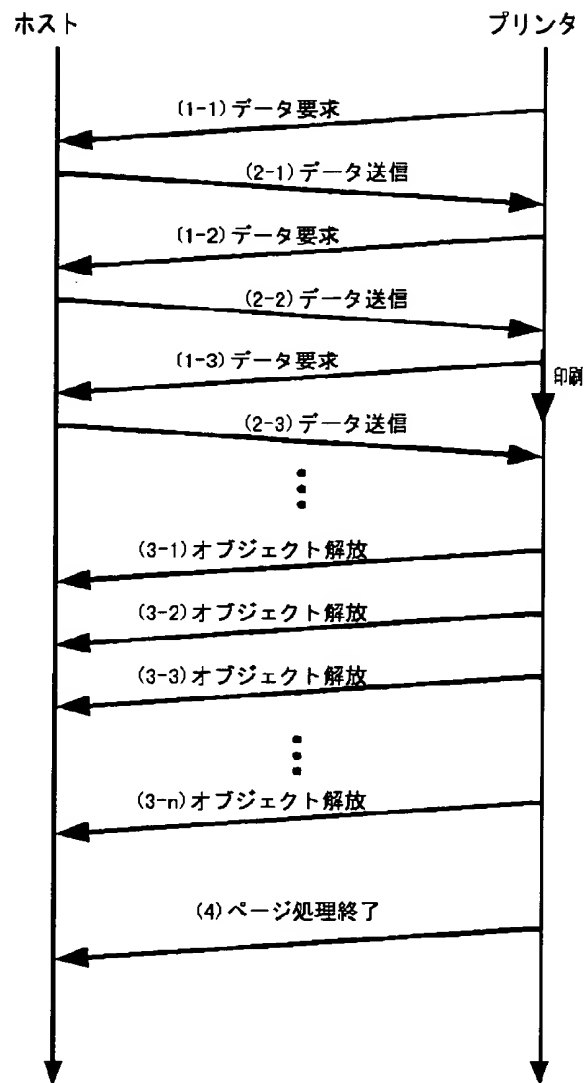 ホスト
プリンタ
(1-1)データ要求
(2-1)データ送信
(1-2)データ要求
(2-2)データ送信
(1-3)データ要求
印刷
(2-3)データ送信
(3-1)オブジェクト解放
(3-2)オブジェクト解放
(3-3)オブジェクト解放
(3-n)オブジェクト解放
(4)ページ処理終了